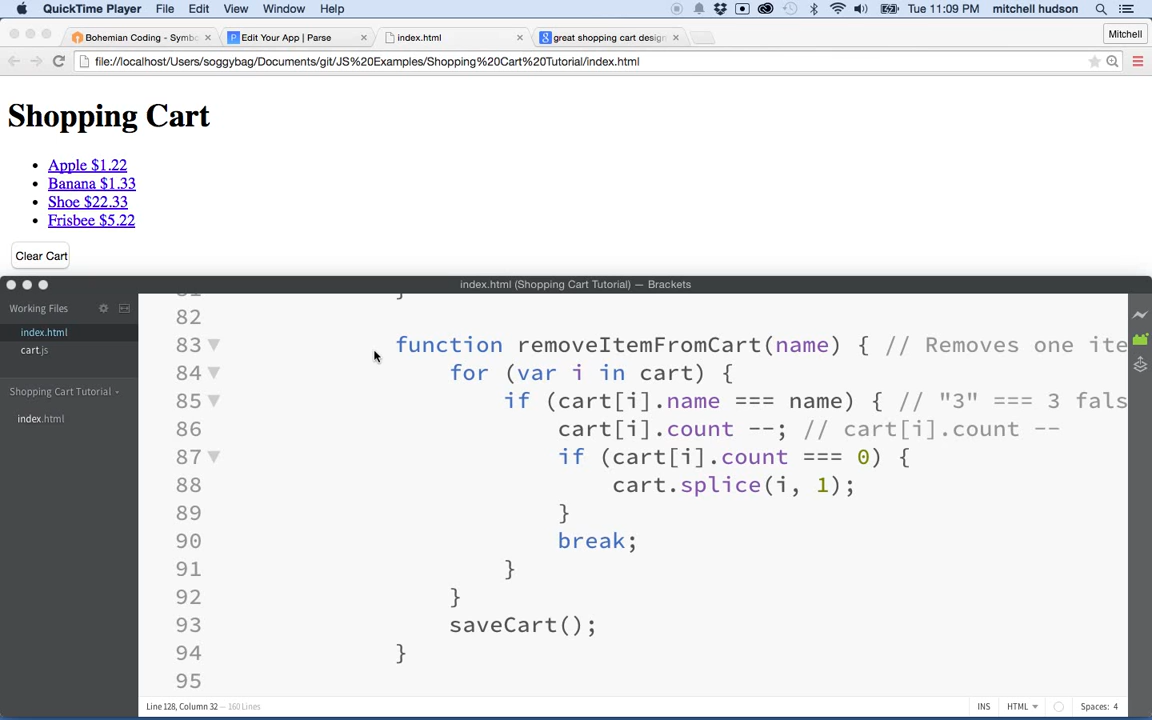 QuickTime Player File Edit View Window Help Tue 11:09 PM mitchell hudson
Bohemian Coding - Symbo Edit Your App | Parse index.html great shopping cart design Mitchell
file://localhost/Users/soggybag/Documents/git/JS%20Examples/Shopping%20Cart%20Tutorial/index.html
Shopping Cart
Apple $1.22
Banana $1.33
Shoe $22.33
Frisbee $5.22
Clear Cart
index.html (Shopping Cart Tutorial) — Brackets
Working Files
index.html
cart.js
Shopping Cart Tutorial
index.html
82
83 function removeItemFromCart(name) { // Removes one ite
84 for (var i in cart) {
85 if (cart[i].name === name) { // "3" === 3 fals
86 cart[i].count --; // cart[i].count --
87 if (cart[i].count === 0) {
88 cart.splice(i, 1);
89 }
90 break;
91 }
92 }
93 saveCart();
94 }
95
Line 128, Column 32 — 160 Lines INS HTML Spaces: 4